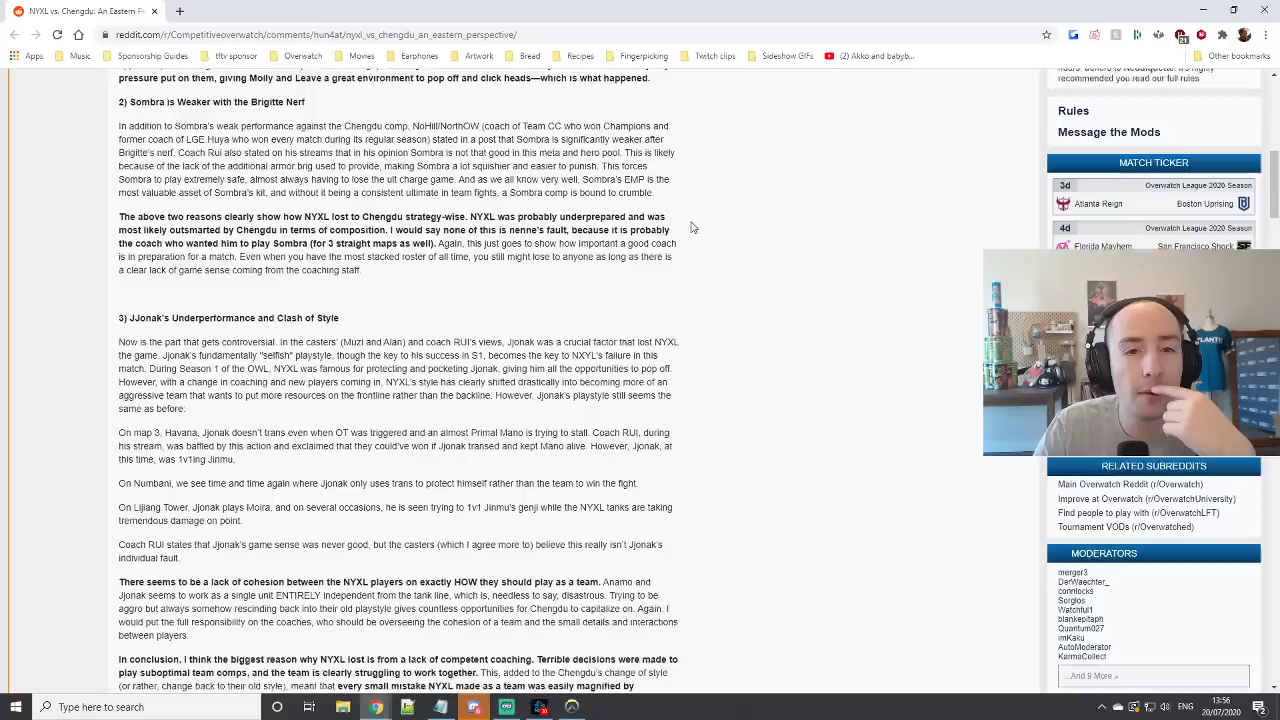 NYXL vs. Chengdu: An Eastern Pe
reddit.com/r/Competitiveoverwatch/comments/hun4at/nyxl_vs_chengdu_an_eastern_perspective/
21
Apps Music Sponsorship Guides tftv sponsor Overwatch Movies Earphones Artwork Bread Recipes Fingerpicking Twitch clips Sideshow GIFs (2) Akko and babyb... Other bookmarks
pressure put on them, giving Molly and Leave a great environment to pop off and click heads—which is what happened.
2) Sombra is Weaker with the Brigitte Nerf
In addition to Sombra's weak performance against the Chengdu comp, NoHill/NorthOW (coach of Team CC who won Champions and
former coach of LGE.Huya who won every match during its regular season) stated in a post that Sombra is significantly weaker after
Brigitte's nerf. Coach Rui also stated on his streams that in his opinion Sombra is not that good in this meta and hero pool. This is likely
because of the lack of the additional armor brig used to provide, making Sombra a lot squishier and easier to punish. This forces
Sombra to play extremely safe, almost always having to lose the ult charge game. And as we all know very well, Sombra's EMP is the
most valuable asset of Sombra's kit, and without it being a consistent ultimate in team fights, a Sombra comp is bound to crumble.
The above two reasons clearly show how NYXL lost to Chengdu strategy-wise. NYXL was probably underprepared and was
most likely outsmarted by Chengdu in terms of composition. I would say none of this is nenne's fault, because it is probably
the coach who wanted him to play Sombra (for 3 straight maps as well). Again, this just goes to show how important a good coach
is in preparation for a match. Even when you have the most stacked roster of all time, you still might lose to anyone as long as there is
a clear lack of game sense coming from the coaching staff.
3) JJonak's Underperformance and Clash of Style
Now is the part that gets controversial. In the casters' (Muzi and Alan) and coach RUI's views, Jjonak was a crucial factor that lost NYXL
the game. Jjonak's fundamentally "selfish" playstyle, though the key to his success in S1, becomes the key to NXYL's failure in this
match. During Season 1 of the OWL, NYXL was famous for protecting and pocketing Jjonak, giving him all the opportunities to pop off.
However, with a change in coaching and new players coming in, NYXL's style has clearly shifted drastically into becoming more of an
aggressive team that wants to put more resources on the frontline rather than the backline. However, Jjonak's playstyle still seems the
same as before:
On map 3, Havana, Jjonak doesn't trans even when OT was triggered and an almost Primal Mano is trying to stall. Coach RUI, during
his stream, was baffled by this action and exclaimed that they could've won if Jjonak transed and kept Mano alive. However, Jjonak, at
this time, was 1v1ing Jinmu.
On Numbani, we see time and time again where Jjonak only uses trans to protect himself rather than the team to win the fight.
On Lijiang Tower, Jjonak plays Moira, and on several occasions, he is seen trying to 1v1 Jinmu's genji while the NYXL tanks are taking
tremendous damage on point.
Coach RUI states that Jjonak's game sense was never good, but the casters (which I agree more to) believe this really isn't Jjonak's
individual fault.
There seems to be a lack of cohesion between the NYXL players on exactly HOW they should play as a team. Anamo and
Jjonak seems to work as a single unit ENTIRELY independent from the tank line, which is, needless to say, disastrous. Trying to be
aggro but always somehow rescinding back into their old playstyle gives countless opportunities for Chengdu to capitalize on. Again. I
would put the full responsibility on the coaches, who should be overseeing the cohesion of a team and the small details and interactions
between players.
In conclusion, I think the biggest reason why NYXL lost is from a lack of competent coaching. Terrible decisions were made to
play suboptimal team comps, and the team is clearly struggling to work together. This, added to the Chengdu's change of style
(or rather, change back to their old style), meant that every small mistake NYXL made as a team was easily magnified by
recommended you read our full rules
Rules
Message the Mods
MATCH TICKER
3d Overwatch League 2020 Season
Atlanta Reign Boston Uprising
4d Overwatch League 2020 Season
Florida Mayhem San Francisco Shock
RELATED SUBREDDITS
Main Overwatch Reddit (r/Overwatch)
Improve at Overwatch (r/OverwatchUniversity)
Find people to play with (r/OverwatchLFT)
Tournament VODs (r/Overwatched)
MODERATORS
merger3
DerWaechter_
connlocks
Sorglos
Watchful1
blankepitaph
Quantum027
imKaku
AutoModerator
KarmaCollect
...And 9 More »
Type here to search
ENG
13:56
20/07/2020
2